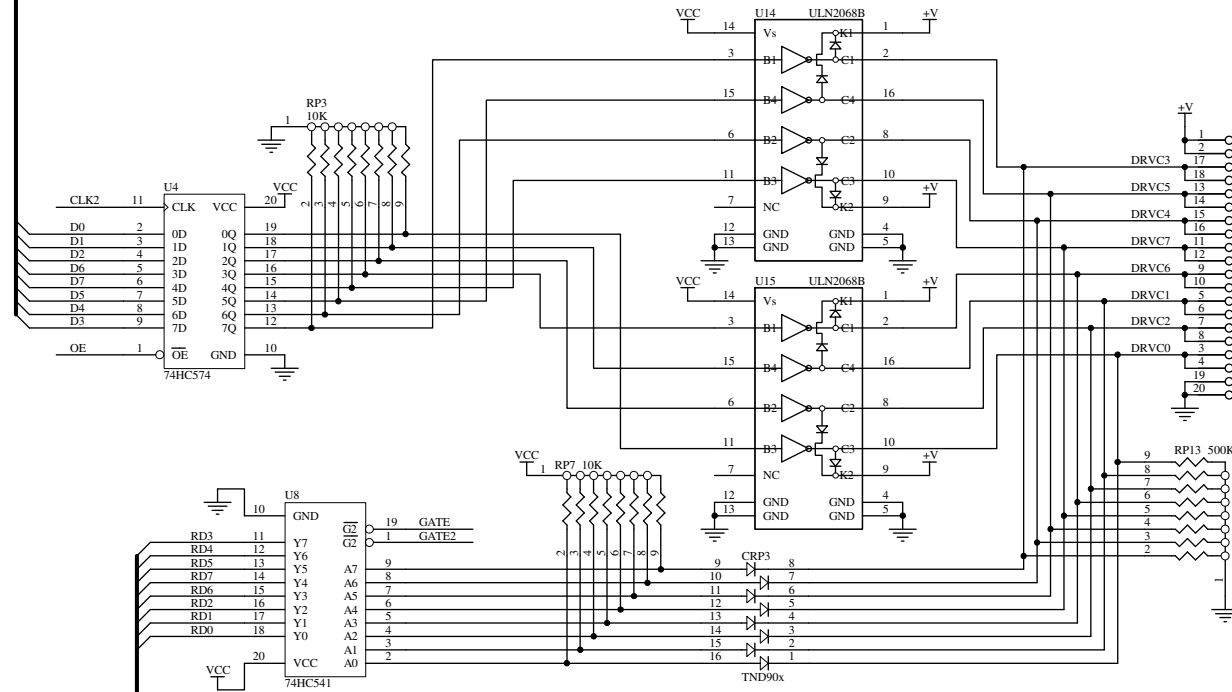 VCC 14 U14 ULN2068B 1 +V
Vs K1
3 B1 C1 2
15 B4 C4 16
6 B2 C2 8
11 B3 C3 10
7 NC K2 9 +V
12 GND GND 4
13 GND GND 5
RP3
10K
1
2 3 4 5 6 7 8 9
U4
VCC
CLK2 11 CLK VCC 20
D0 2 0D 0Q 19
D1 3 1D 1Q 18
D2 4 2D 2Q 17
D6 5 3D 3Q 16
D7 6 4D 4Q 15
D5 7 5D 5Q 14
D4 8 6D 6Q 13
D3 9 7D 7Q 12
OE 1 OE GND 10
74HC574
VCC 14 U15 ULN2068B 1 +V
Vs K1
3 B1 C1 2
15 B4 C4 16
6 B2 C2 8
11 B3 C3 10
7 NC K2 9 +V
12 GND GND 4
13 GND GND 5
+V
1
2
DRVC3 17
18
DRVC5 13
14
DRVC4 15
16
DRVC7 11
12
DRVC6 9
10
DRVC1 5
6
DRVC2 7
8
DRVC0 3
4
19
20
RP13 500K
9
8
7
6
5
4
3
2
1
VCC 1 RP7 10K
2 3 4 5 6 7 8 9
U8
10 GND
G2 19 GATE
G2 1 GATE2
RD3 11 Y7
RD4 12 Y6
RD5 13 Y5 A7 9
RD7 14 Y4 A6 8
RD6 15 Y3 A5 7
RD2 16 Y2 A4 6
RD1 17 Y1 A3 5
RD0 18 Y0 A2 4
A1 3
VCC 20 VCC A0 2
74HC541
CRP3
9 8
10 7
11 6
12 5
13 4
14 3
15 2
16 1
TND90x